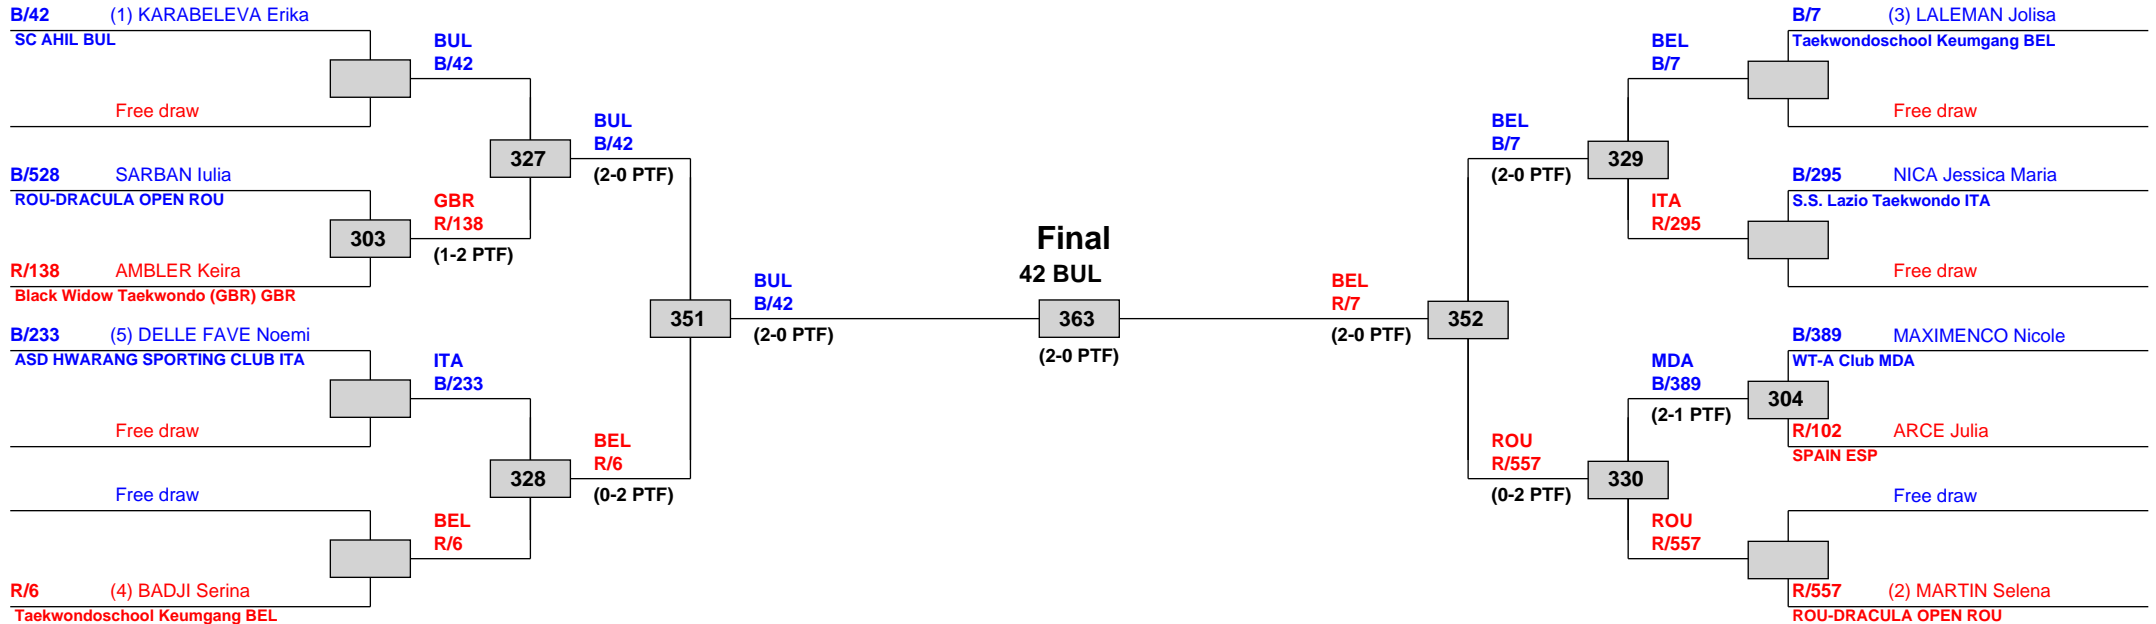 B/42 (1) KARABELEVA Erika
SC AHIL BUL
Free draw
B/528 SARBAN Iulia
ROU-DRACULA OPEN ROU
R/138 AMBLER Keira
Black Widow Taekwondo (GBR) GBR
B/233 (5) DELLE FAVE Noemi
ASD HWARANG SPORTING CLUB ITA
Free draw
Free draw
R/6 (4) BADJI Serina
Taekwondoschool Keumgang BEL
303
BUL
B/42
GBR
R/138
(1-2 PTF)
ITA
B/233
BEL
R/6
327
328
BUL
B/42
(2-0 PTF)
BEL
R/6
(0-2 PTF)
351
BUL
B/42
(2-0 PTF)
Final
42 BUL
363
(2-0 PTF)
BEL
R/7
(2-0 PTF)
352
BEL
B/7
(2-0 PTF)
ROU
R/557
(0-2 PTF)
329
330
BEL
B/7
ITA
R/295
MDA
B/389
(2-1 PTF)
ROU
R/557
304
B/7 (3) LALEMAN Jolisa
Taekwondoschool Keumgang BEL
Free draw
B/295 NICA Jessica Maria
S.S. Lazio Taekwondo ITA
Free draw
B/389 MAXIMENCO Nicole
WT-A Club MDA
R/102 ARCE Julia
SPAIN ESP
Free draw
R/557 (2) MARTIN Selena
ROU-DRACULA OPEN ROU